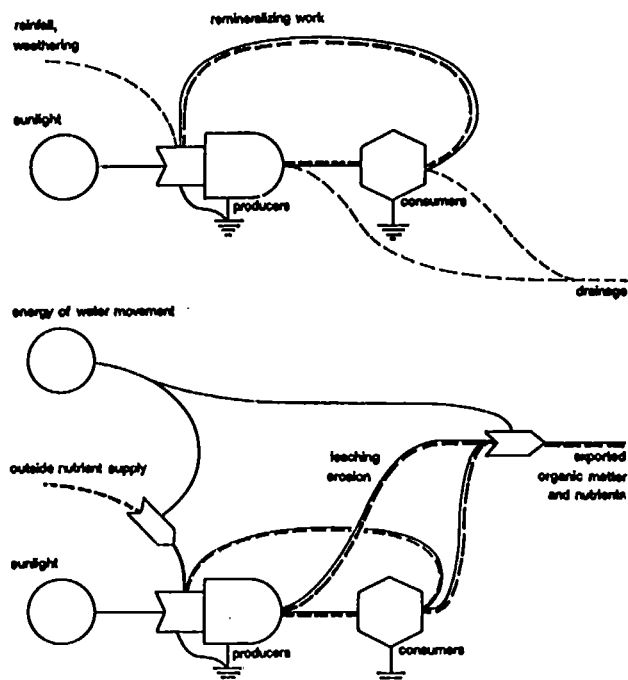 rainfall,
weathering
remineralizing work
sunlight
producers
consumers
drainage
energy of water movement
outside nutrient supply
leaching
erosion
exported
organic matter
and nutrients
sunlight
producers
consumers